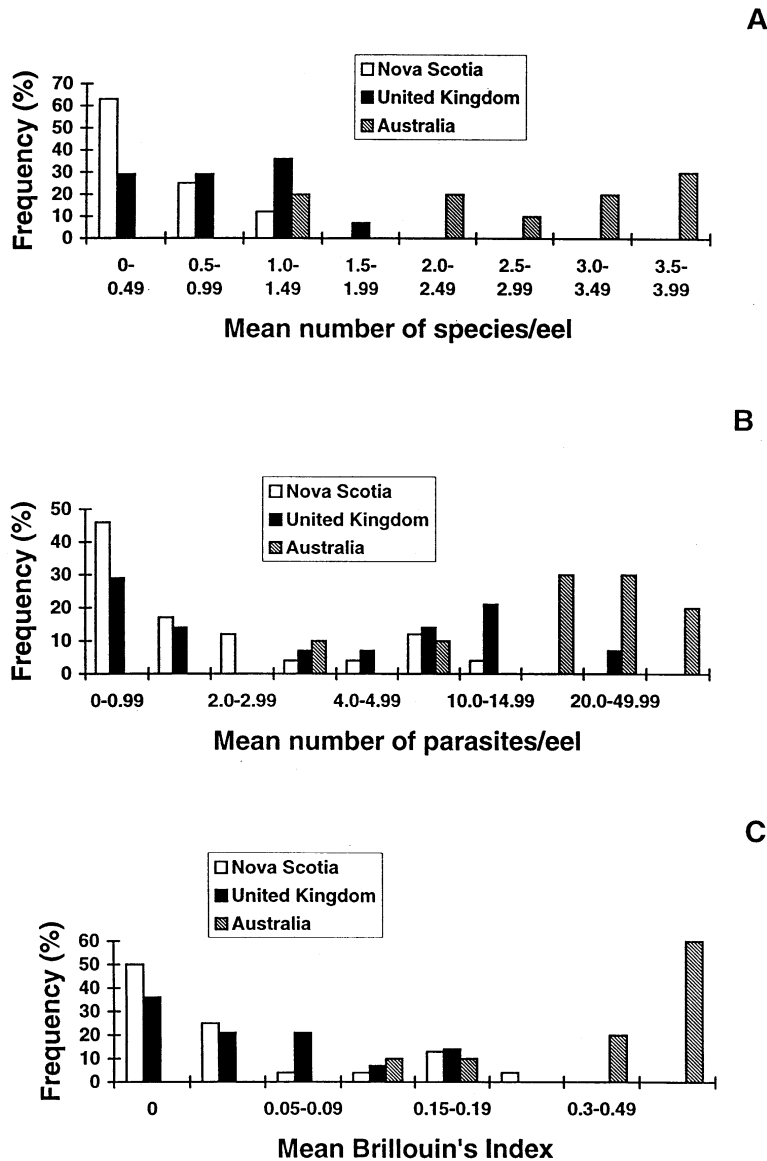 A
Nova Scotia
United Kingdom
Australia
Frequency (%)
70
60
50
40
30
20
10
0
0-
0.49
0.5-
0.99
1.0-
1.49
1.5-
1.99
2.0-
2.49
2.5-
2.99
3.0-
3.49
3.5-
3.99
Mean number of species/eel
B
Nova Scotia
United Kingdom
Australia
Frequency (%)
50
40
30
20
10
0
0-0.99
2.0-2.99
4.0-4.99
10.0-14.99
20.0-49.99
Mean number of parasites/eel
C
Nova Scotia
United Kingdom
Australia
Frequency (%)
60
50
40
30
20
10
0
0
0.05-0.09
0.15-0.19
0.3-0.49
Mean Brillouin's Index